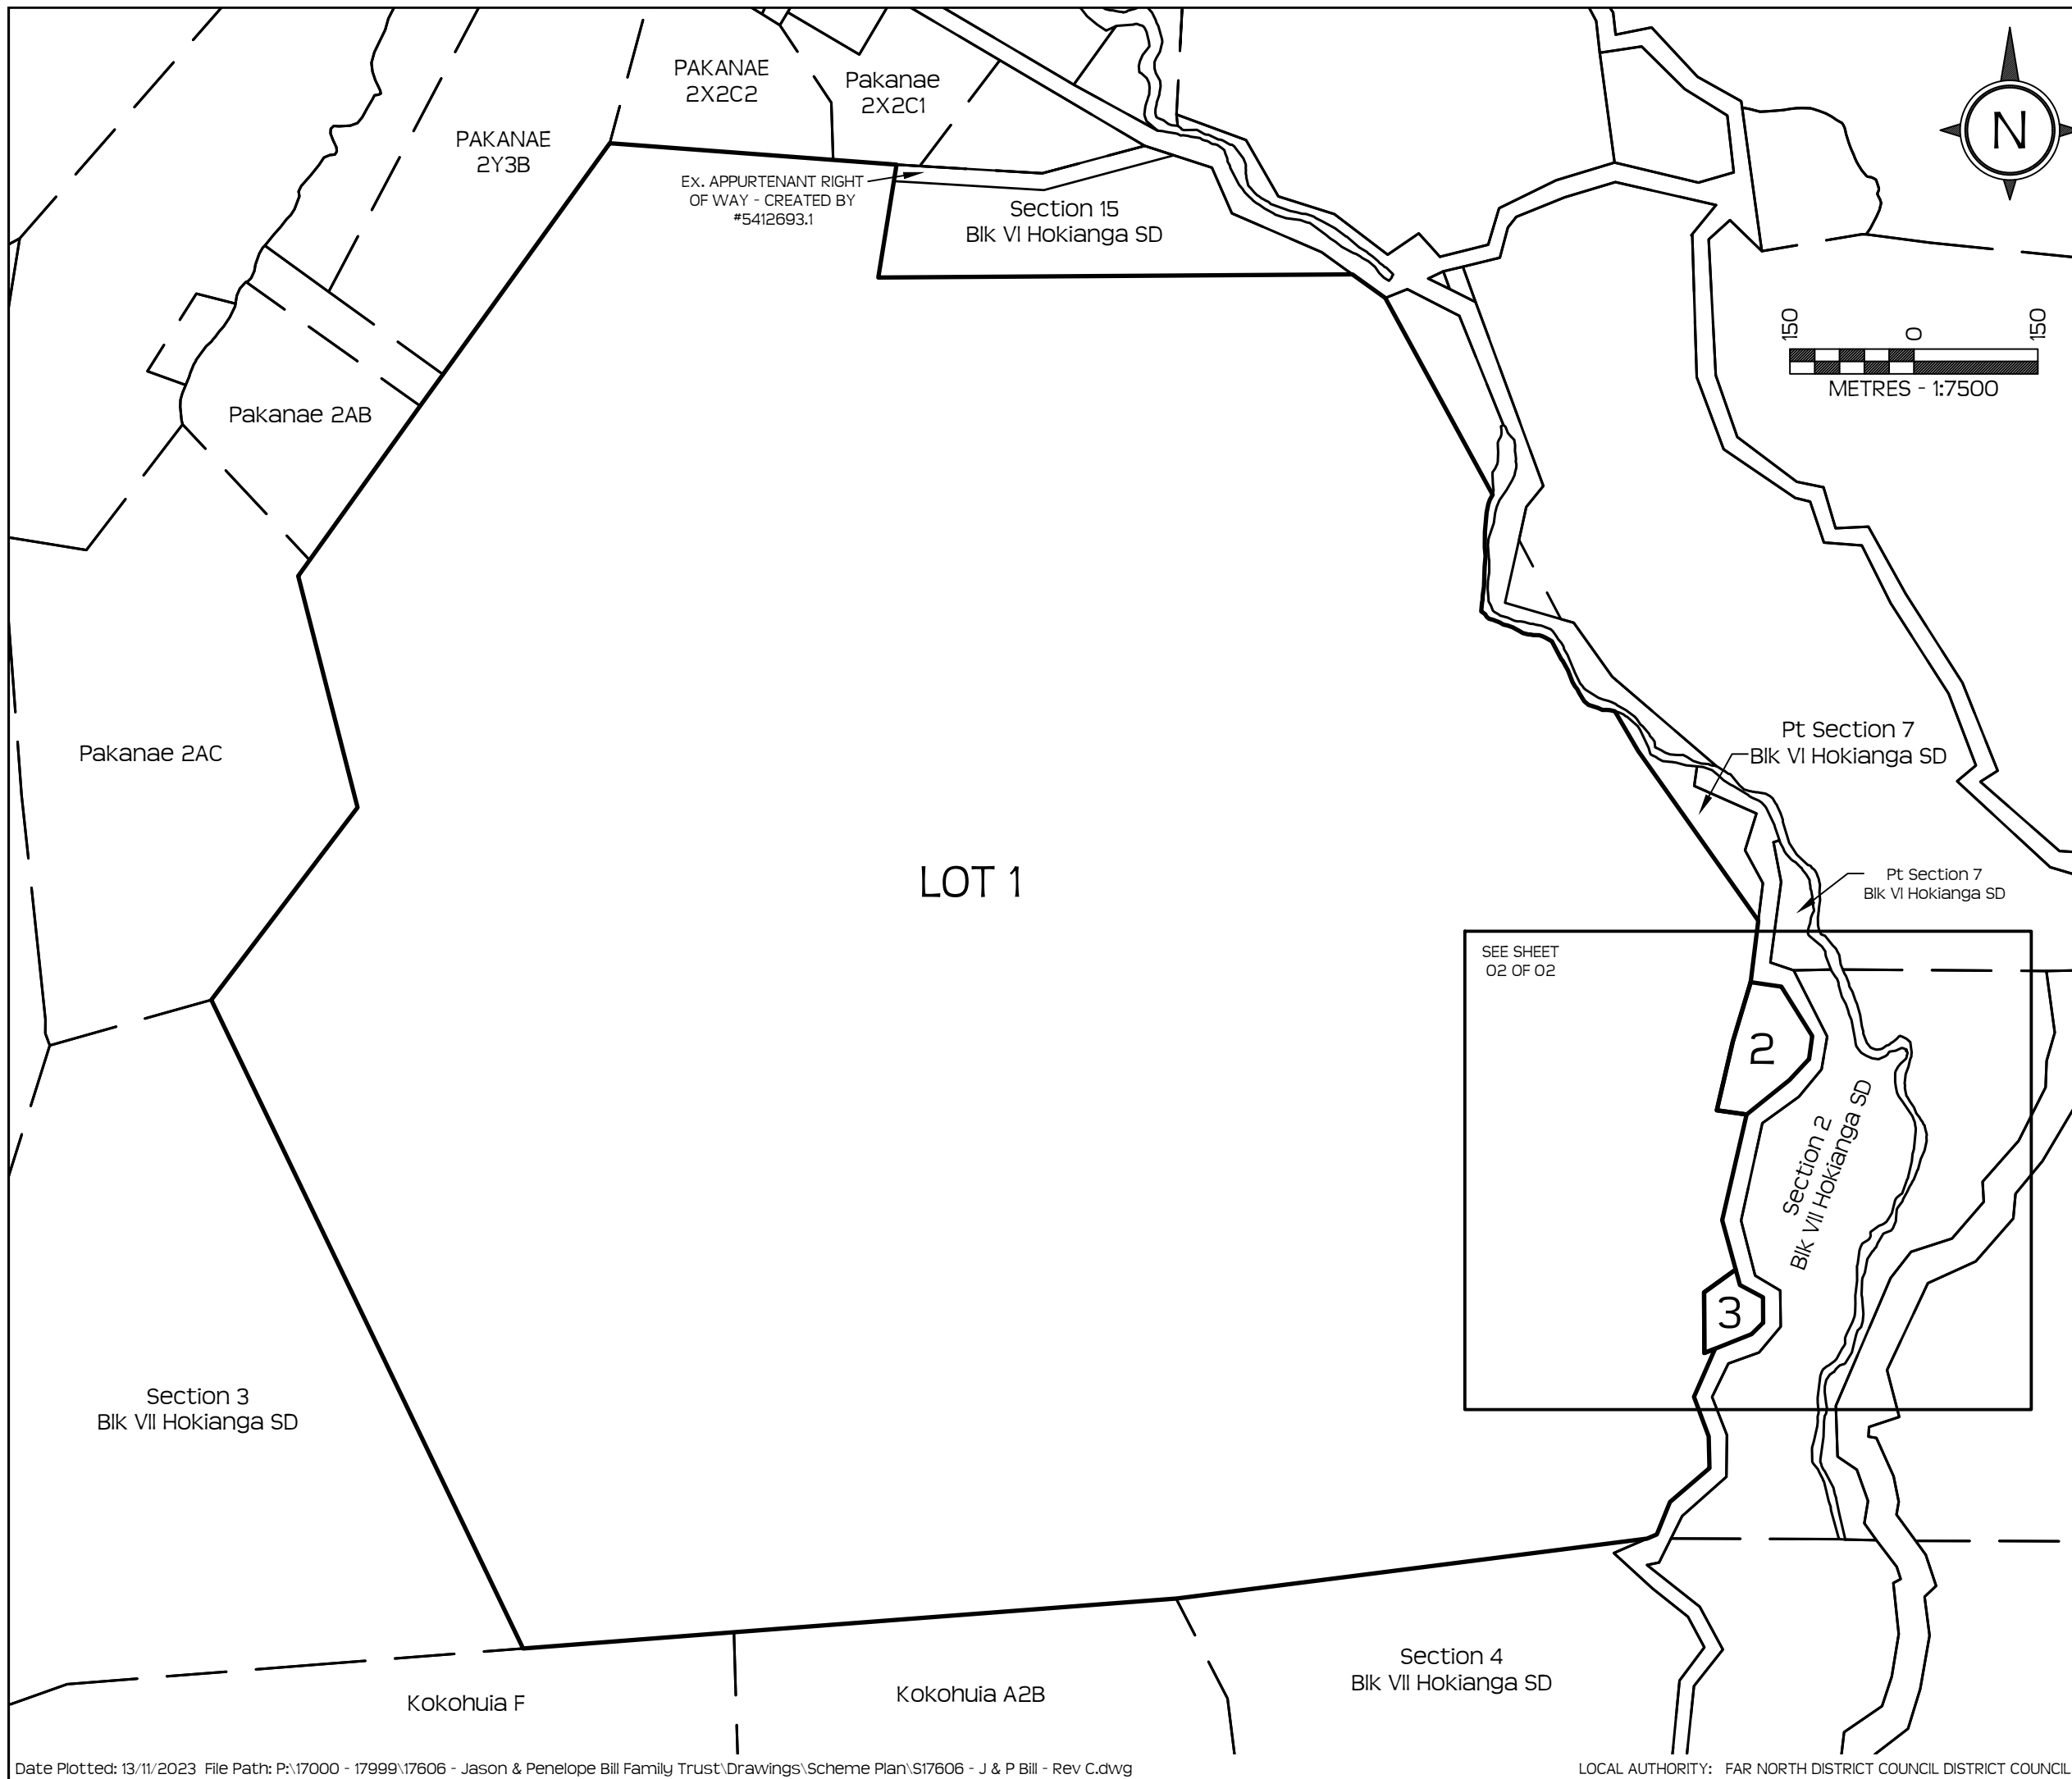 PAKANAE
2X2C2
Pakanae
2X2C1
PAKANAE
2Y3B
N
Ex. APPURTENANT RIGHT
OF WAY - CREATED BY
#5412693.1
Section 15
Blk VI Hokianga SD
150
0
150
METRES - 1:7500
Pakanae 2AB
Pakanae 2AC
Pt Section 7
Blk VI Hokianga SD
LOT 1
Pt Section 7
Blk VI Hokianga SD
SEE SHEET
02 OF 02
2
Section 2
Blk VII Hokianga SD
3
Section 3
Blk VII Hokianga SD
Section 4
Blk VII Hokianga SD
Kokohuia F
Kokohuia A2B
Date Plotted: 13/11/2023 File Path: P:\17000 - 17999\17606 - Jason & Penelope Bill Family Trust\Drawings\Scheme Plan\S17606 - J & P Bill - Rev C.dwg
LOCAL AUTHORITY: FAR NORTH DISTRICT COUNCIL DISTRICT COUNCIL